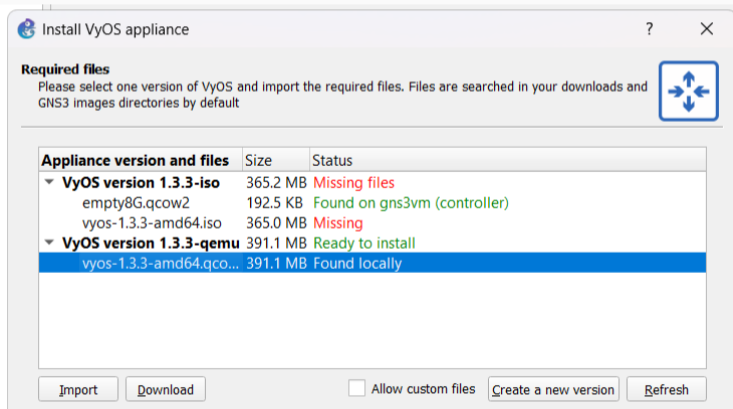 Install VyOS appliance ?
Required files
Please select one version of VyOS and import the required files. Files are searched in your downloads and
GNS3 images directories by default
Appliance version and files Size Status
VyOS version 1.3.3-iso 365.2 MB Missing files
empty8G.qcow2 192.5 KB Found on gns3vm (controller)
vyos-1.3.3-amd64.iso 365.0 MB Missing
VyOS version 1.3.3-qemu 391.1 MB Ready to install
vyos-1.3.3-amd64.qco... 391.1 MB Found locally
Import Download Allow custom files Create a new version Refresh